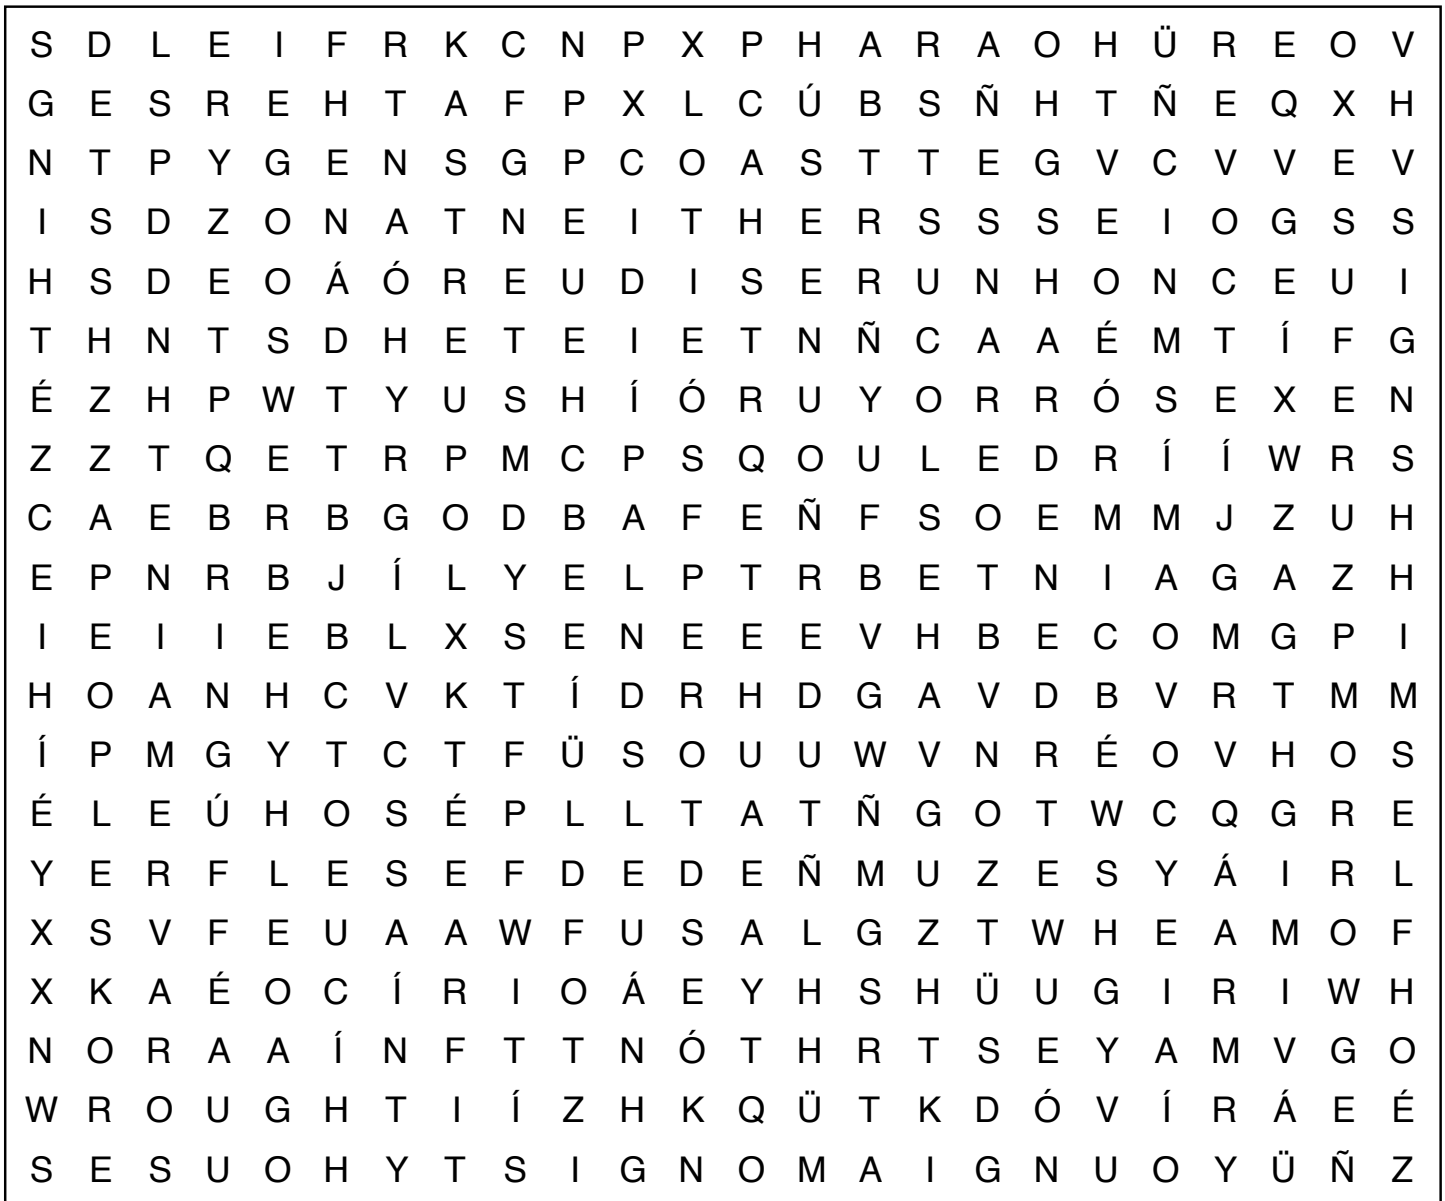 S D L E I F R K C N P X P H A R A O H Ü R E O V
G E S R E H T A F P X L C Ú B S Ñ H T Ñ E Q X H
N T P Y G E N S G P C O A S T T E G V C V V E V
I S D Z O N A T N E I T H E R S S S E I O G S S
H S D E O Á Ó R E U D I S E R U N H O N C E U I
T H N T S D H E T E I E T N Ñ C A A É M T Í F G
É Z H P W T Y U S H Í Ó R U Y O R R Ó S E X E N
Z Z T Q E T R P M C P S Q O U L E D R Í Í W R S
C A E B R B G O D B A F E Ñ F S O E M M J Z U H
E P N R B J Í L Y E L P T R B E T N I A G A Z H
I E I I E B L X S E N E E E V H B E C O M G P I
H O A N H C V K T Í D R H D G A V D B V R T M M
Í P M G Y T C T F Ü S O U U W V N R É O V H O S
É L E Ú H O S É P L L T A T Ñ G O T W C Q G R E
Y E R F L E S E F D E D E Ñ M U Z E S Y Á I R L
X S V F E U A A W F U S A L G Z T W H E A M O F
X K A É O C Í R I O Á E Y H S H Ü U G I R I W H
N O R A A Í N F T T N Ó T H R T S E Y A M V G O
W R O U G H T I Í Z H K Q Ü T K D Ó V Í R Á E É
S E S U O H Y T S I G N O M A I G N U O Y Ü Ñ Z